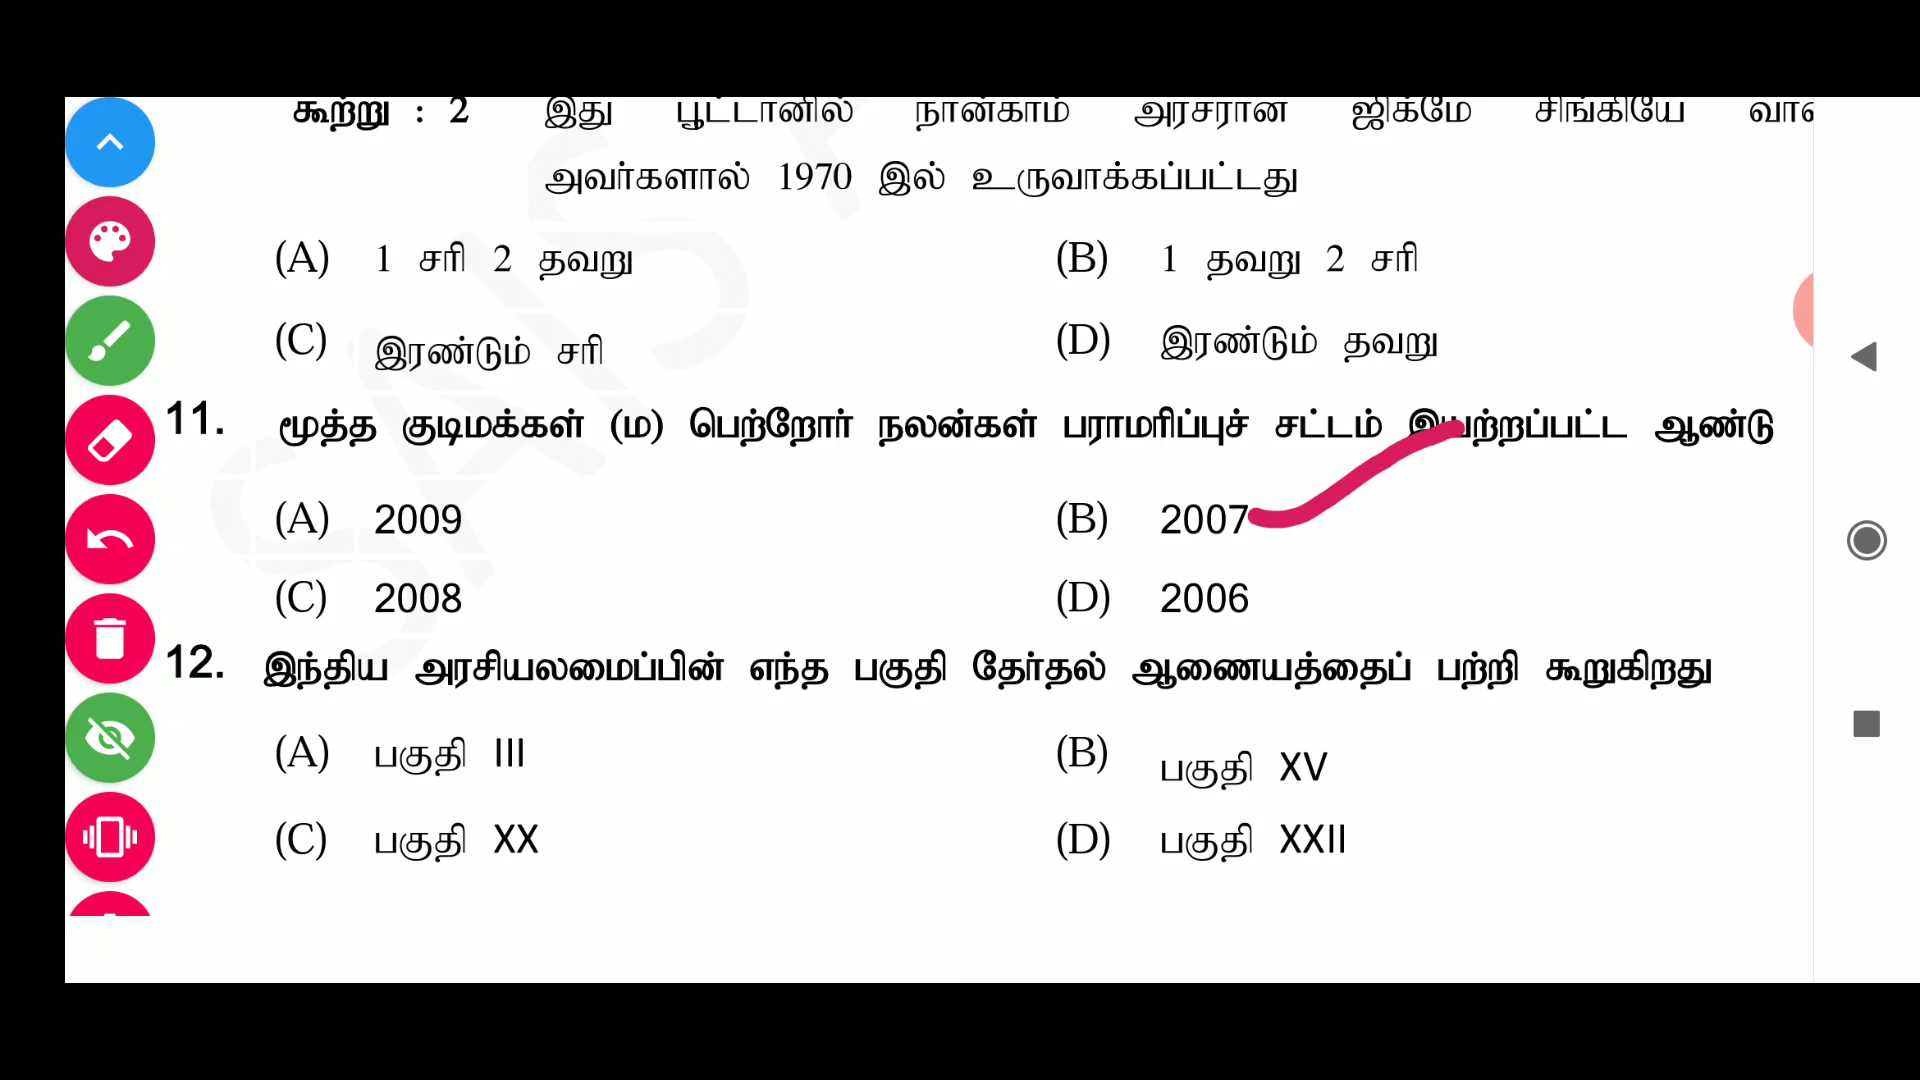 கூற்று : 2 இது பூட்டானில் நான்காம் அரசரான ஜிக்மே சிங்கியே
அவர்களால் 1970 இல் உருவாக்கப்பட்டது
(A) 1 சரி 2 தவறு (B) 1 தவறு 2 சரி
(C) இரண்டும் சரி (D) இரண்டும் தவறு
11. மூத்த குடிமக்கள் (ம) பெற்றோர் நலன்கள் பராமரிப்புச் சட்டம் இயற்றப்பட்ட ஆண்டு
(A) 2009 (B) 2007
(C) 2008 (D) 2006
12. இந்திய அரசியலமைப்பின் எந்த பகுதி தேர்தல் ஆணையத்தைப் பற்றி கூறுகிறது
(A) பகுதி III (B) பகுதி XV
(C) பகுதி XX (D) பகுதி XXII